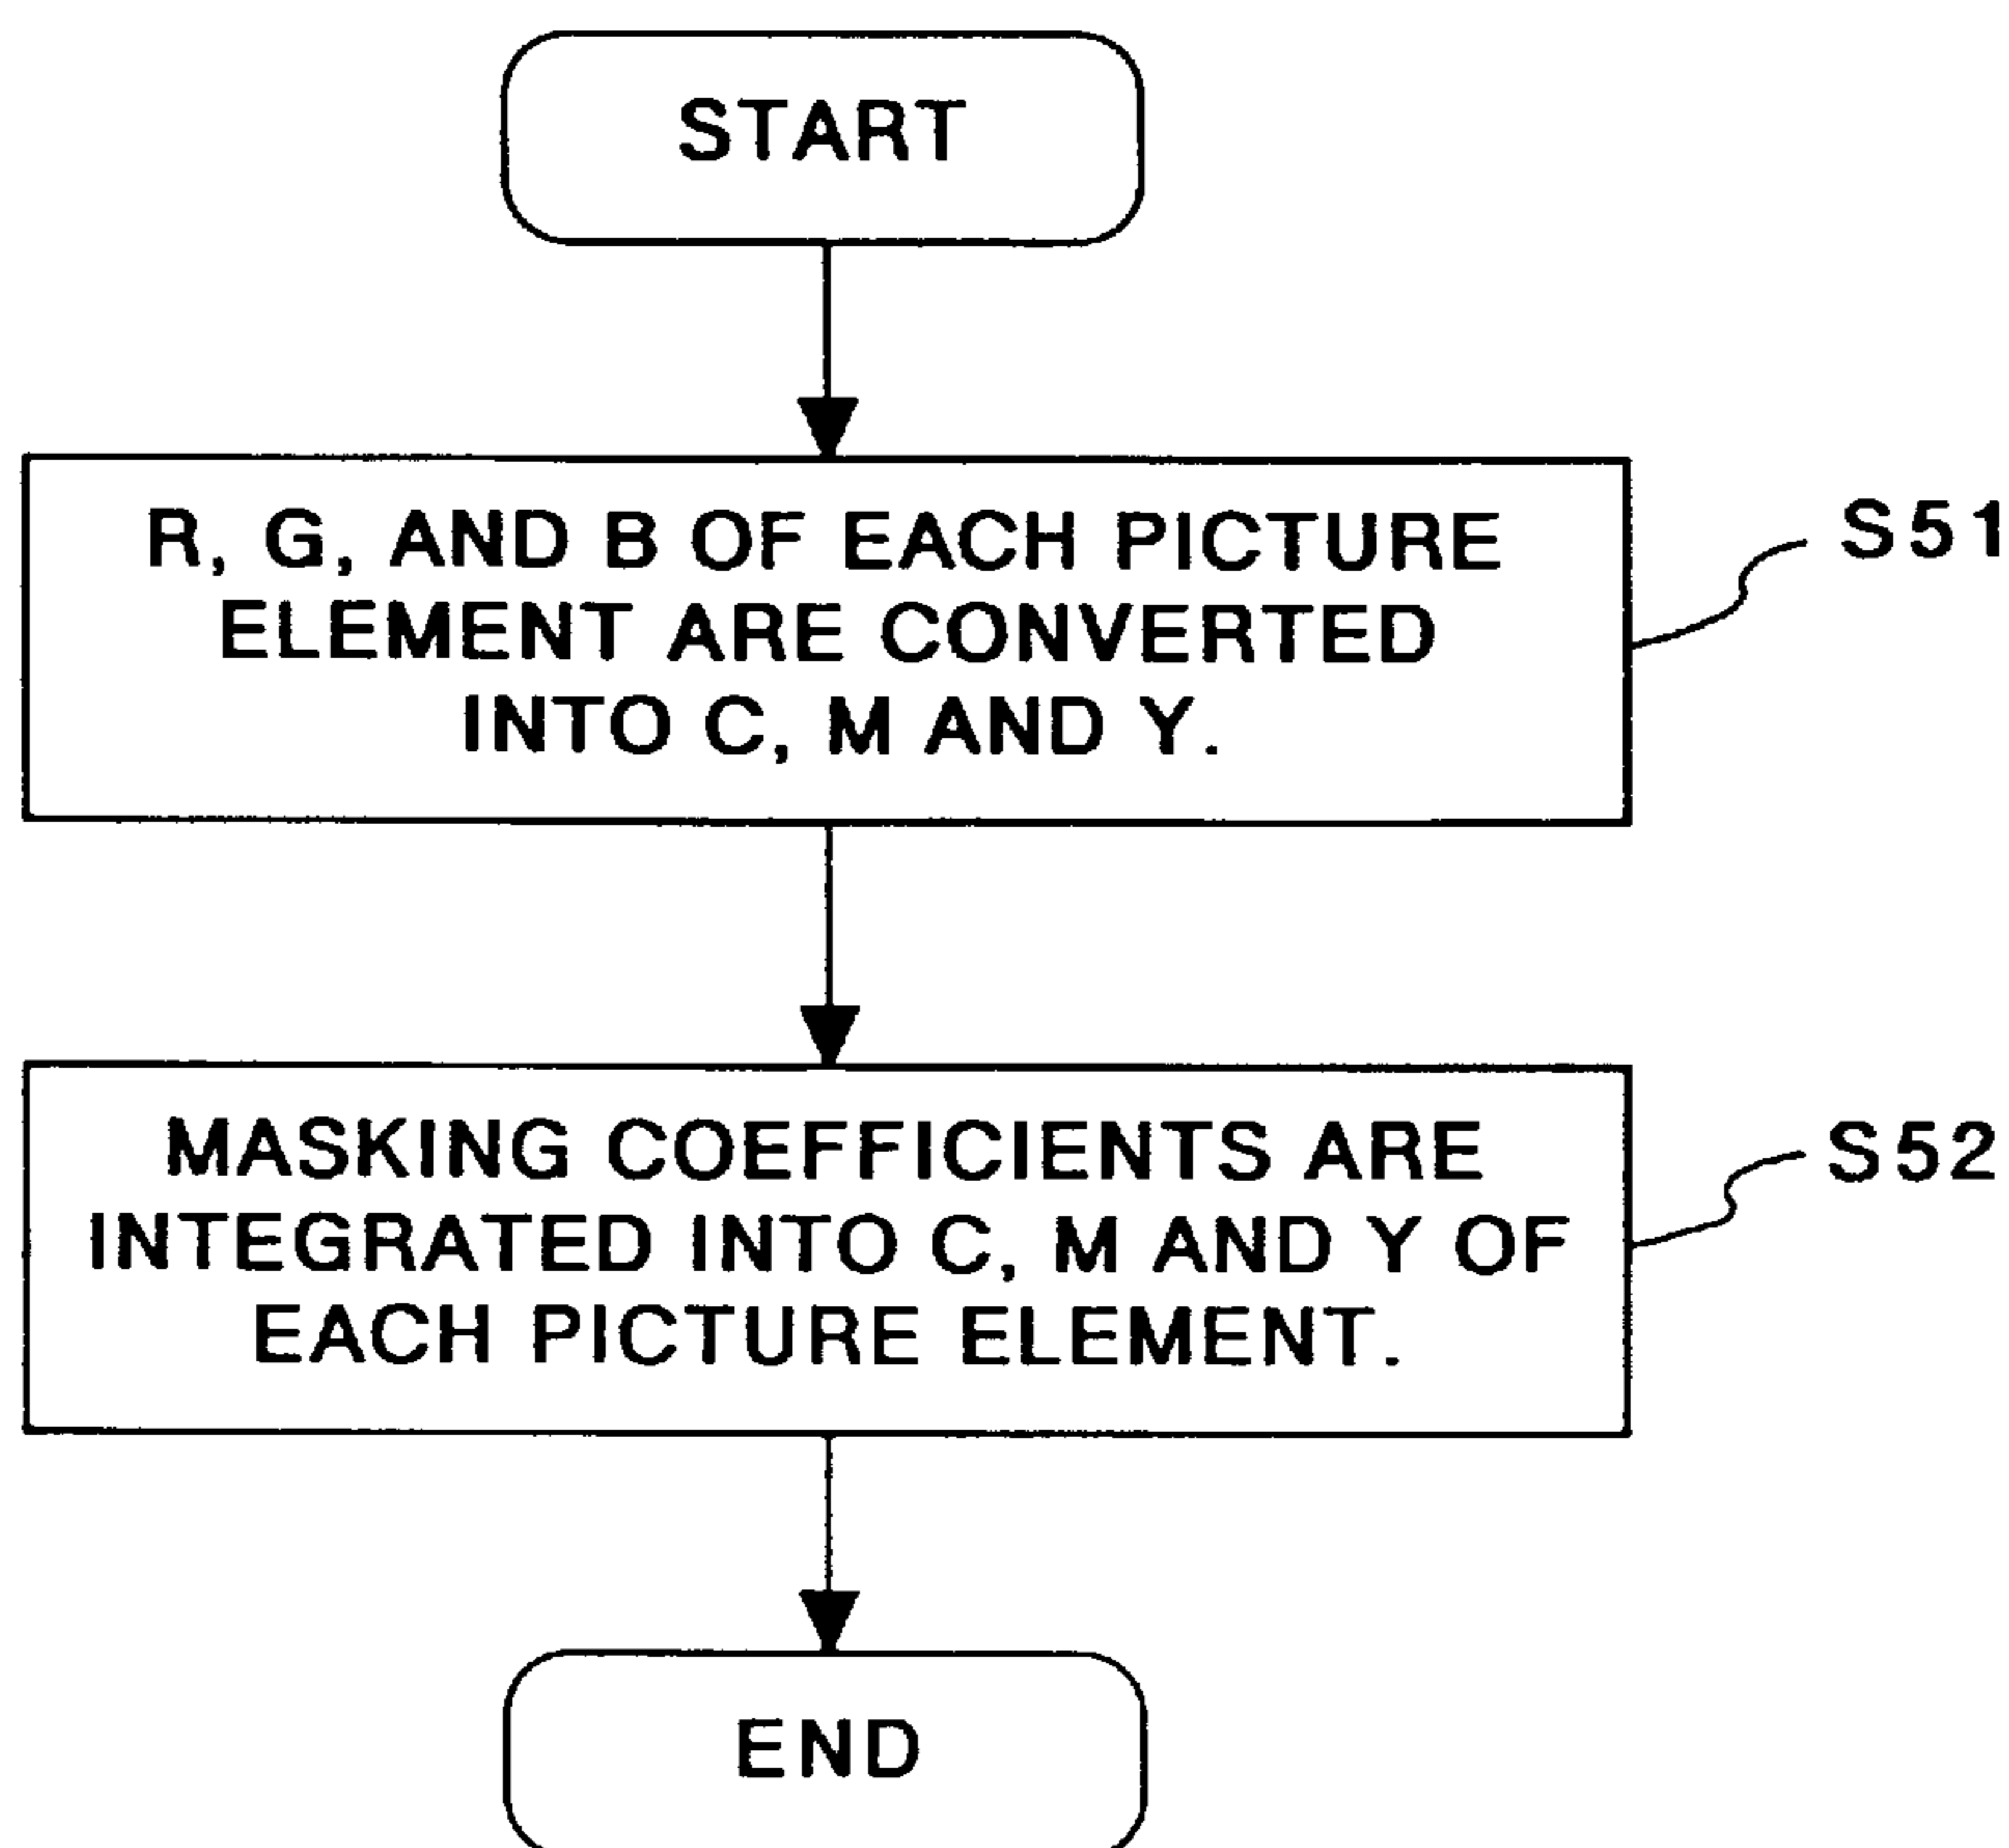 START
R, G, AND B OF EACH PICTURE
ELEMENT ARE CONVERTED
INTO C, M AND Y.
S51
MASKING COEFFICIENTS ARE
INTEGRATED INTO C, M AND Y OF
EACH PICTURE ELEMENT.
S52
END